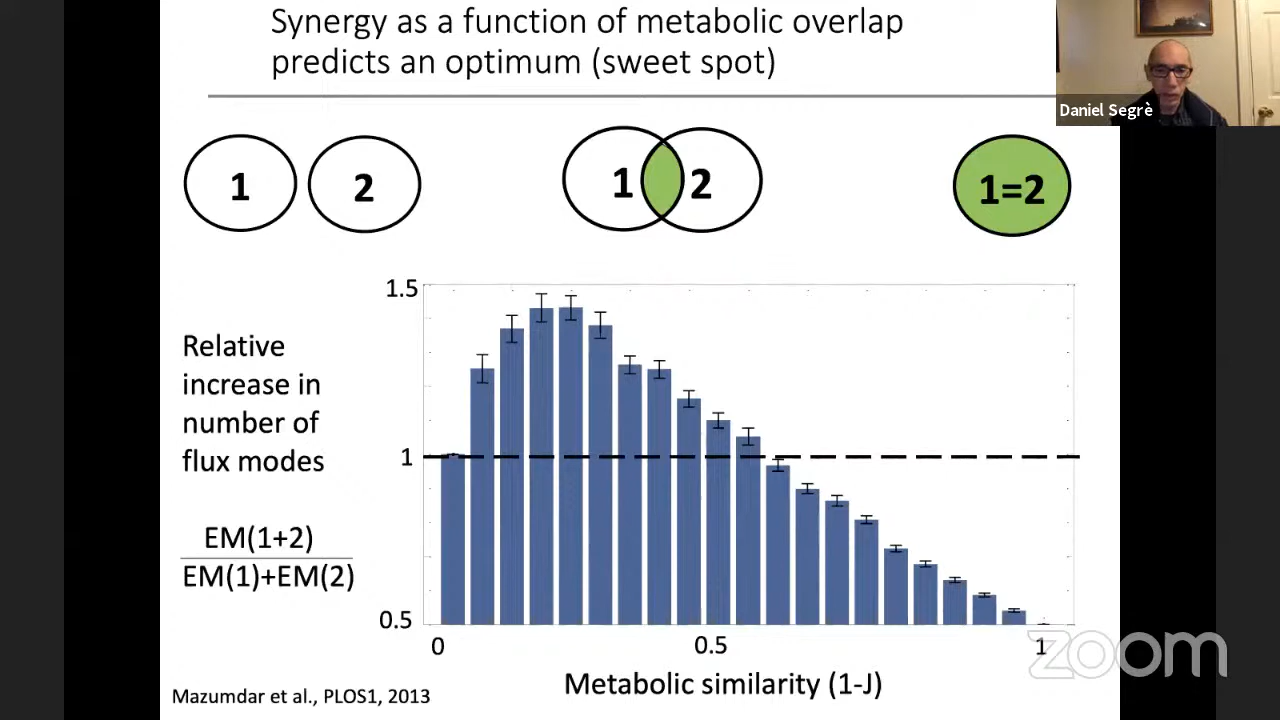 Synergy as a function of metabolic overlap
predicts an optimum (sweet spot)
Daniel Segrè
1 2
1 2
1=2
Relative
increase in
number of
flux modes
EM(1+2)
EM(1)+EM(2)
1.5
1
0.5
0 0.5 1
Metabolic similarity (1-J)
Mazumdar et al., PLOS1, 2013
zoom